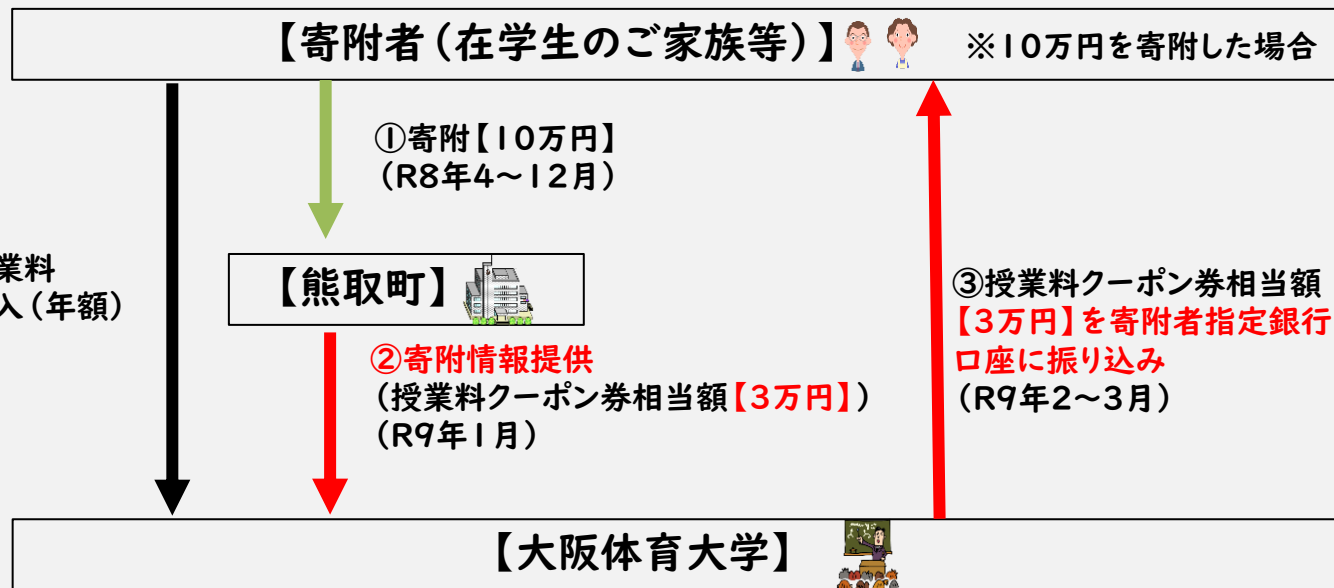 【寄附者（在学生のご家族等）】
※10万円を寄附した場合
①寄附【10万円】
（R8年4～12月）
業料
入（年額）
【熊取町】
②寄附情報提供
（授業料クーポン券相当額【3万円】）
（R9年1月）
③授業料クーポン券相当額
【3万円】を寄附者指定銀行
口座に振り込み
（R9年2～3月）
【大阪体育大学】